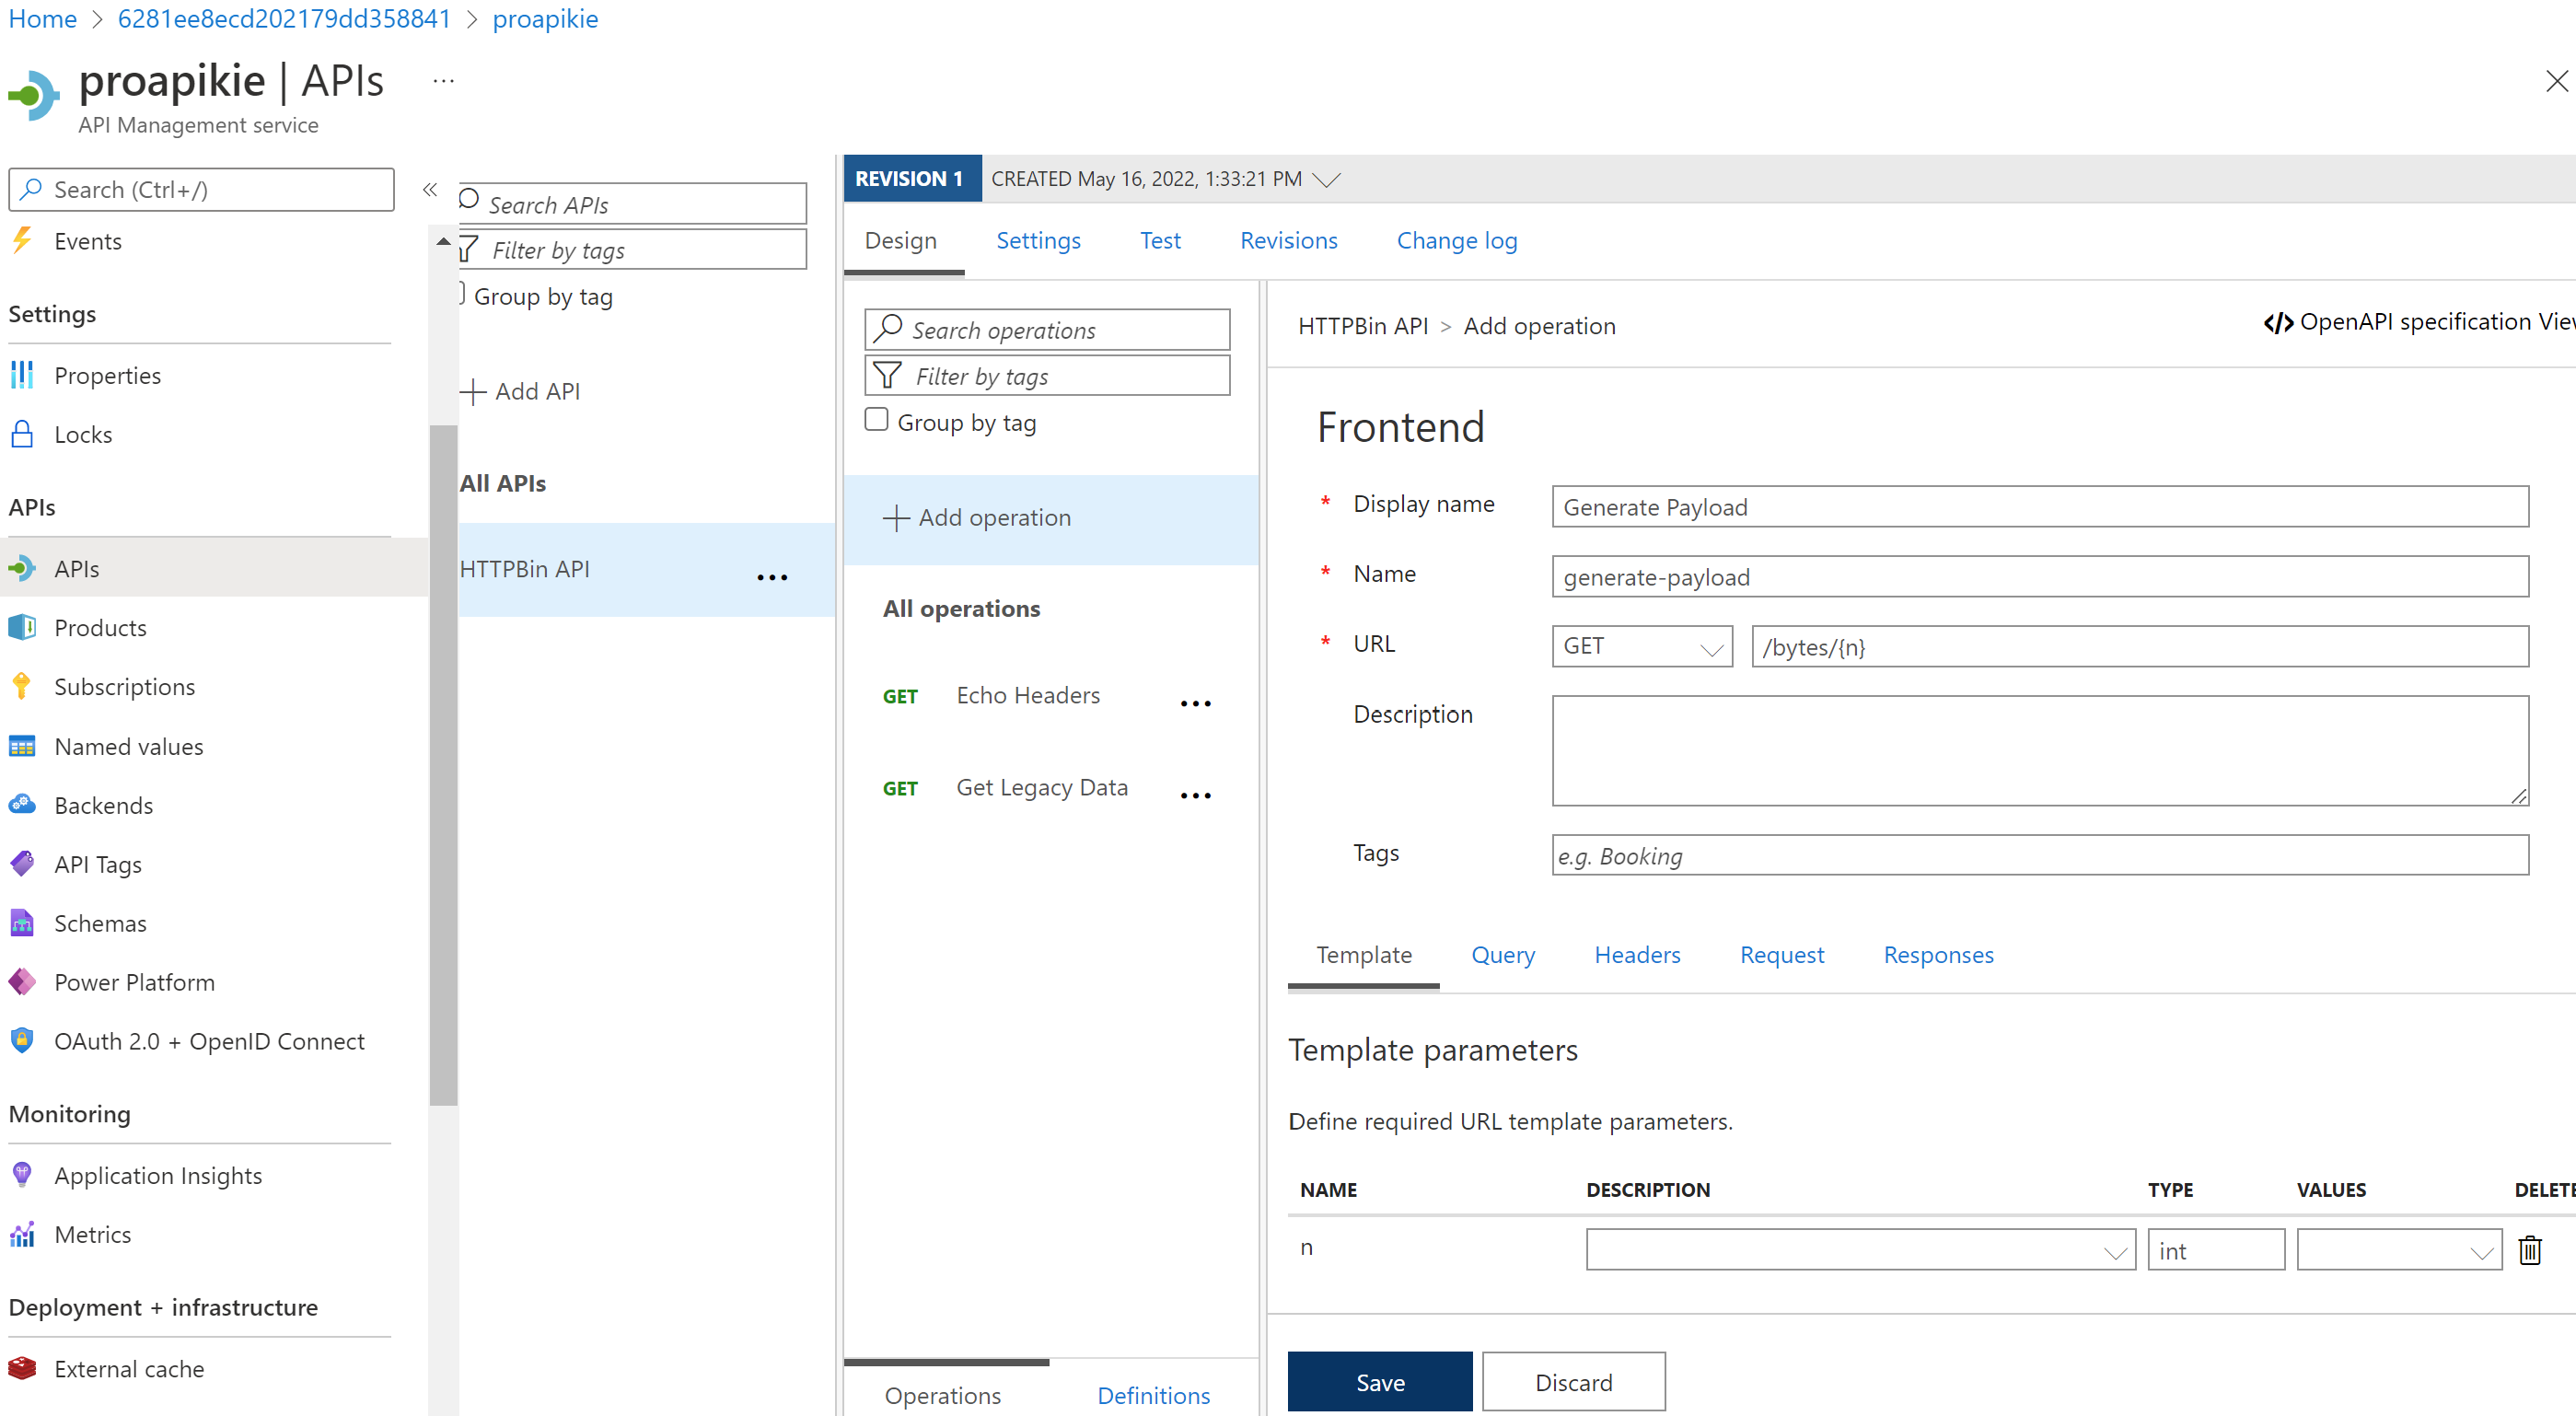 Home > 6281ee8ecd202179dd358841 > proapikie
proapikie | APIs ...
API Management service
Search (Ctrl+/)
«
Events
Settings
Properties
Locks
APIs
APIs
Products
Subscriptions
Named values
Backends
API Tags
Schemas
Power Platform
OAuth 2.0 + OpenID Connect
Monitoring
Application Insights
Metrics
Deployment + infrastructure
External cache
Search APIs
Filter by tags
Group by tag
+ Add API
All APIs
HTTPBin API ...
REVISION 1 CREATED May 16, 2022, 1:33:21 PM
Design Settings Test Revisions Change log
Search operations
Filter by tags
Group by tag
+ Add operation
All operations
GET Echo Headers ...
GET Get Legacy Data ...
Operations Definitions
HTTPBin API > Add operation
</> OpenAPI specification
Frontend
* Display name Generate Payload
* Name generate-payload
* URL GET /bytes/{n}
Description
Tags e.g. Booking
Template Query Headers Request Responses
Template parameters
Define required URL template parameters.
NAME DESCRIPTION TYPE VALUES DELETE
n int
Save Discard